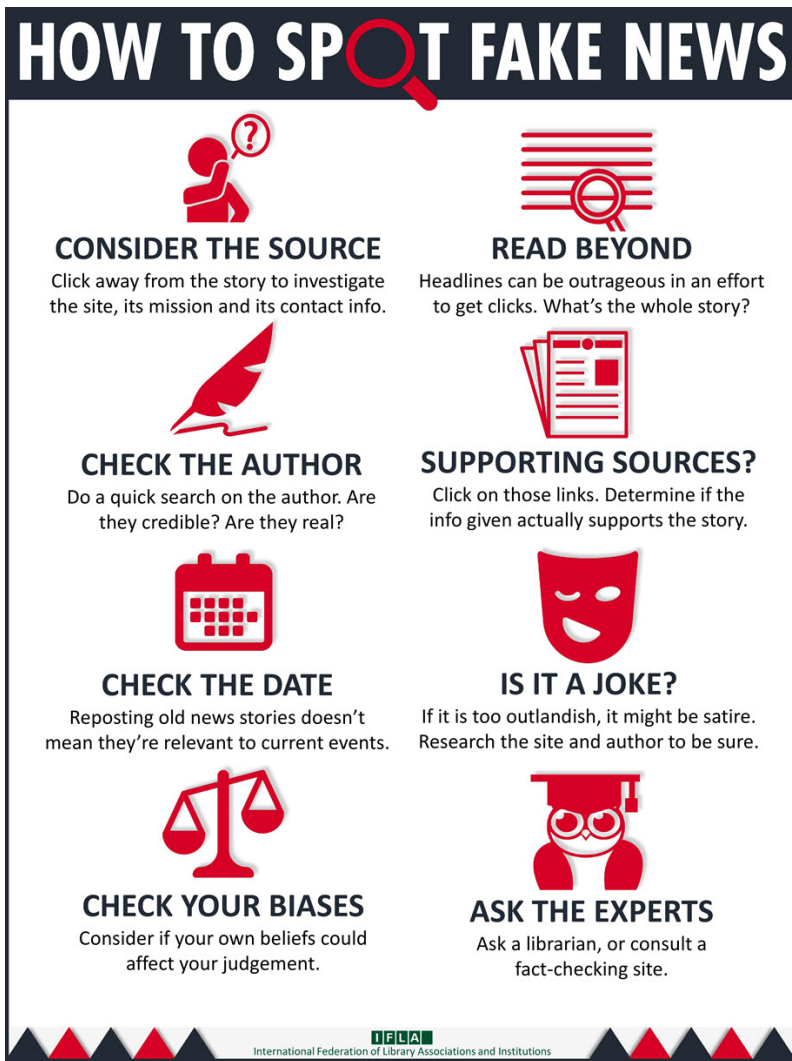 HOW TO SPOT FAKE NEWS
?
CONSIDER THE SOURCE
Click away from the story to investigate
the site, its mission and its contact info.
READ BEYOND
Headlines can be outrageous in an effort
to get clicks. What's the whole story?
CHECK THE AUTHOR
Do a quick search on the author. Are
they credible? Are they real?
SUPPORTING SOURCES?
Click on those links. Determine if the
info given actually supports the story.
CHECK THE DATE
Reposting old news stories doesn't
mean they're relevant to current events.
IS IT A JOKE?
If it is too outlandish, it might be satire.
Research the site and author to be sure.
CHECK YOUR BIASES
Consider if your own beliefs could
affect your judgement.
ASK THE EXPERTS
Ask a librarian, or consult a
fact-checking site.
IFLA
International Federation of Library Associations and Institutions